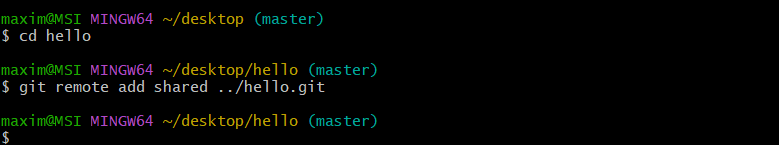 maxim@MSI MINGW64 ~/desktop (master)
$ cd hello
maxim@MSI MINGW64 ~/desktop/hello (master)
$ git remote add shared ../hello.git
maxim@MSI MINGW64 ~/desktop/hello (master)
$